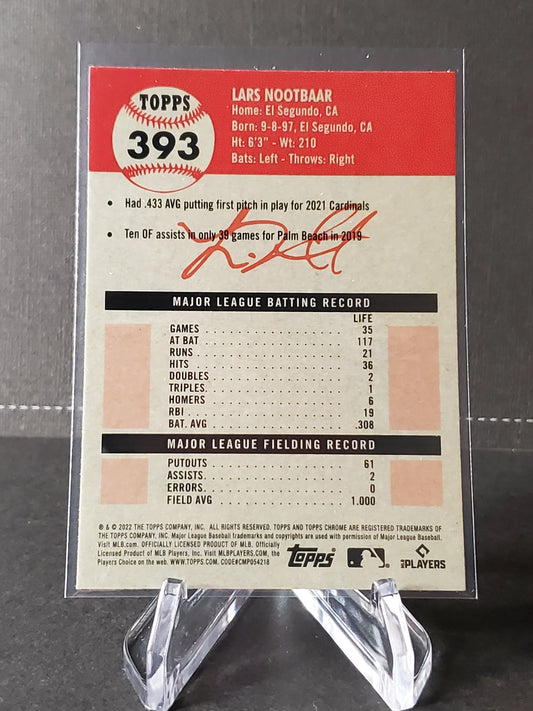 TOPPS
393
LARS NOOTBAAR
Home: El Segundo, CA
Born: 9-8-97, El Segundo, CA
Ht: 6'3" - Wt: 210
Bats: Left - Throws: Right
• Had .433 AVG putting first pitch in play for 2021 Cardinals
• Ten OF assists in only 39 games for Palm Beach in 2019
MAJOR LEAGUE BATTING RECORD
LIFE
GAMES 35
AT BAT 117
RUNS 21
HITS 36
DOUBLES 2
TRIPLES 1
HOMERS 6
RBI 19
BAT. AVG .308
MAJOR LEAGUE FIELDING RECORD
PUTOUTS 61
ASSISTS 2
ERRORS 0
FIELD AVG 1.000
® & © 2022 THE TOPPS COMPANY, INC. ALL RIGHTS RESERVED. TOPPS AND TOPPS CHROME ARE REGISTERED TRADEMARKS OF
THE TOPPS COMPANY, INC. Major League Baseball trademarks and copyrights are used with permission of Major League Baseball.
Visit MLB.com. OFFICIALLY LICENSED PRODUCT OF MLB. Officially
Licensed Product of MLB Players, Inc. Visit MLBPLAYERS.COM, the
Players Choice on the web. WWW.TOPPS.COM. CODE#CMP054218
Topps
MLB PLAYERS